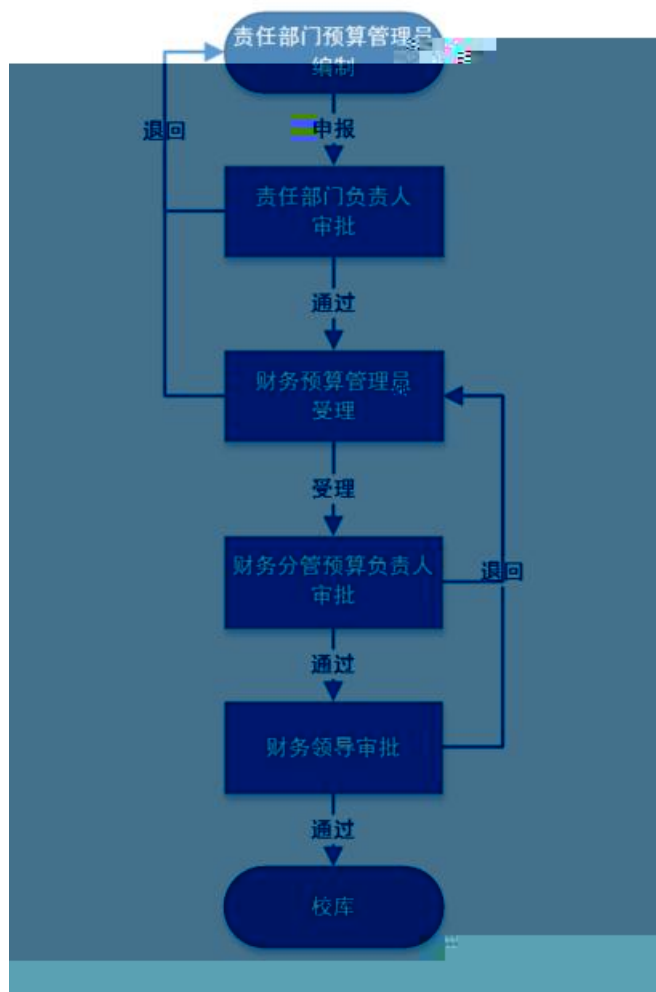 责任部门预算管理员
编制
退回
申报
责任部门负责人
审批
通过
财务预算管理员
受理
受理
财务分管预算负责人
审批
退回
通过
财务领导审批
通过
校库